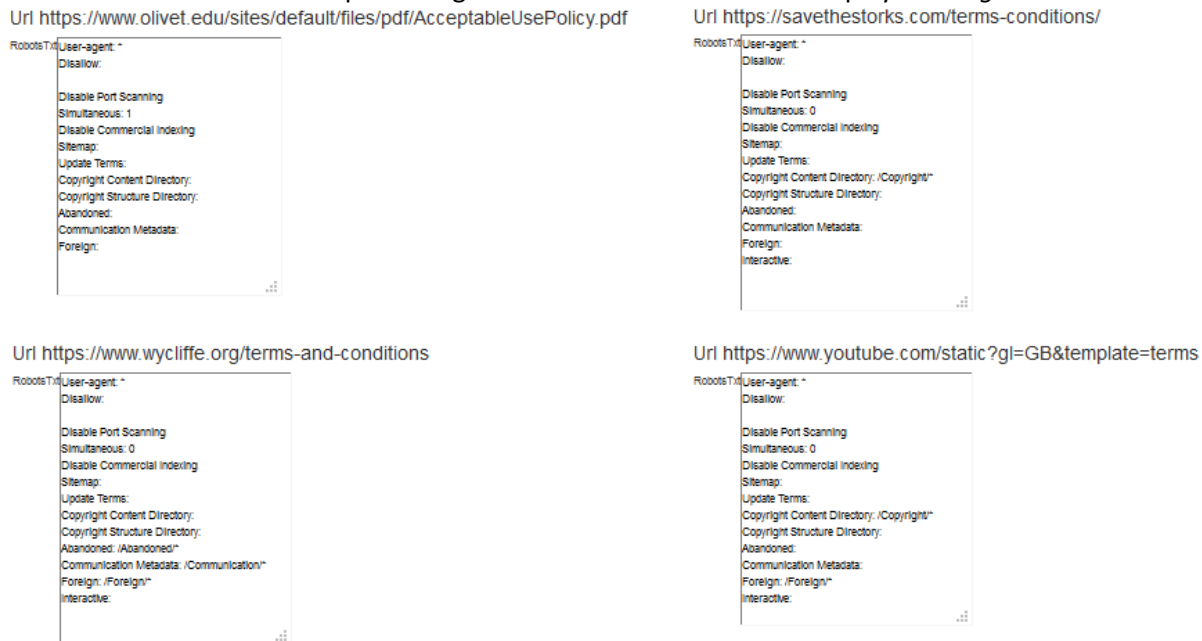 Url https://www.olivet.edu/sites/default/files/pdf/AcceptableUsePolicy.pdf
RobotsTxt
User-agent: *
Disallow:
Disable Port Scanning
Simultaneous: 1
Disable Commercial Indexing
Sitemap:
Update Terms:
Copyright Content Directory:
Copyright Structure Directory:
Abandoned:
Communication Metadata:
Foreign:
Url https://savethestorks.com/terms-conditions/
RobotsTxt
User-agent: *
Disallow:
Disable Port Scanning
Simultaneous: 0
Disable Commercial Indexing
Sitemap:
Update Terms:
Copyright Content Directory: /Copyright/*
Copyright Structure Directory:
Abandoned:
Communication Metadata:
Foreign:
Interactive:
Url https://www.wycliffe.org/terms-and-conditions
RobotsTxt
User-agent: *
Disallow:
Disable Port Scanning
Simultaneous: 0
Disable Commercial Indexing
Sitemap:
Update Terms:
Copyright Content Directory:
Copyright Structure Directory:
Abandoned: /Abandoned/*
Communication Metadata: /Communication/*
Foreign: /Foreign/*
Interactive:
Url https://www.youtube.com/static?gl=GB&template=terms
RobotsTxt
User-agent: *
Disallow:
Disable Port Scanning
Simultaneous: 0
Disable Commercial Indexing
Sitemap:
Update Terms:
Copyright Content Directory: /Copyright/*
Copyright Structure Directory:
Abandoned:
Communication Metadata:
Foreign: /Foreign/*
Interactive: